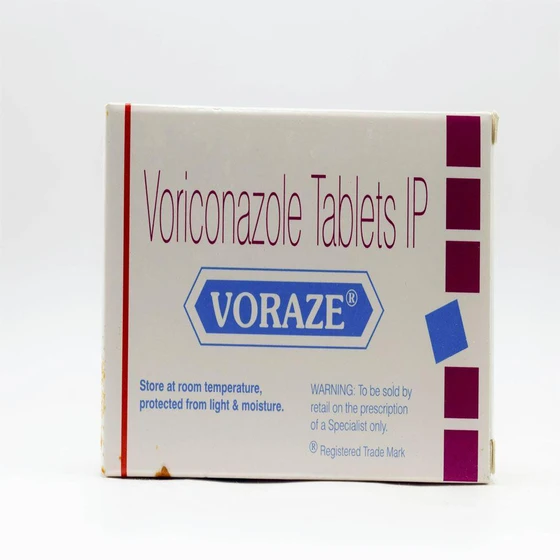 Voriconazole Tablets IP
VORAZE®
Store at room temperature,
protected from light & moisture.
WARNING: To be sold by
retail on the prescription
of a Specialist only.
® Registered Trade Mark